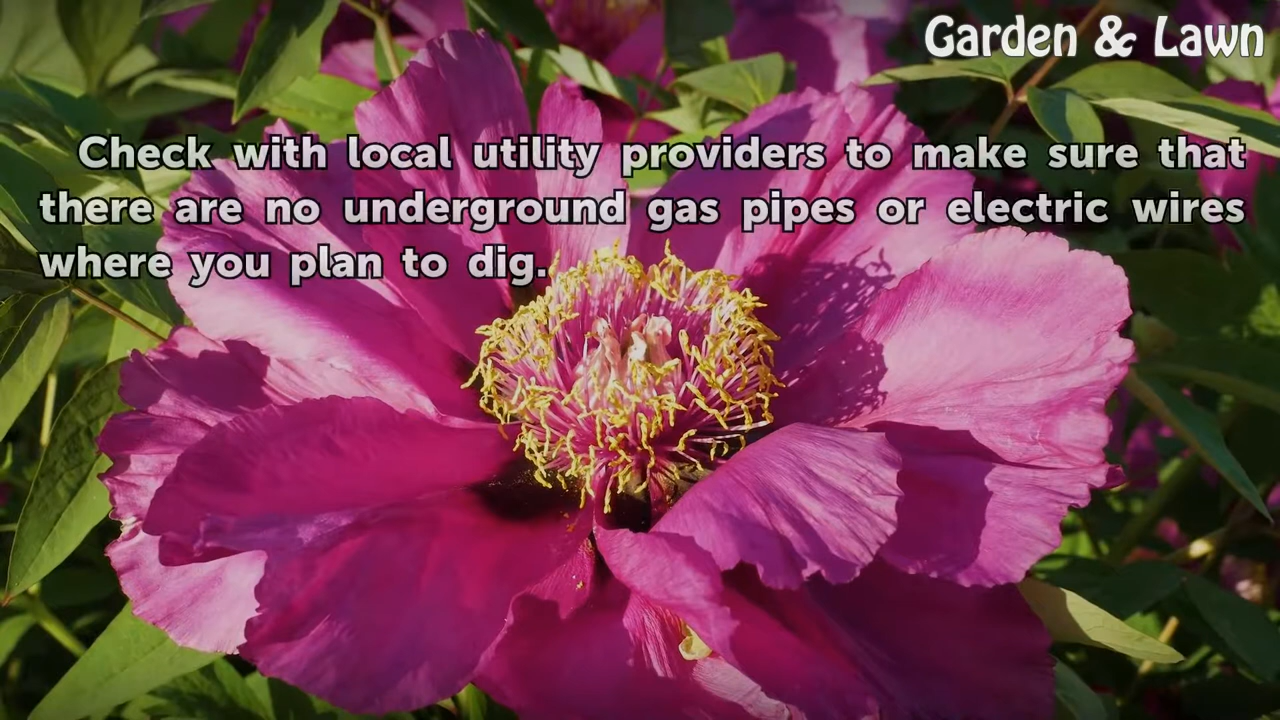 Garden & Lawn
Check with local utility providers to make sure that
there are no underground gas pipes or electric wires
where you plan to dig.